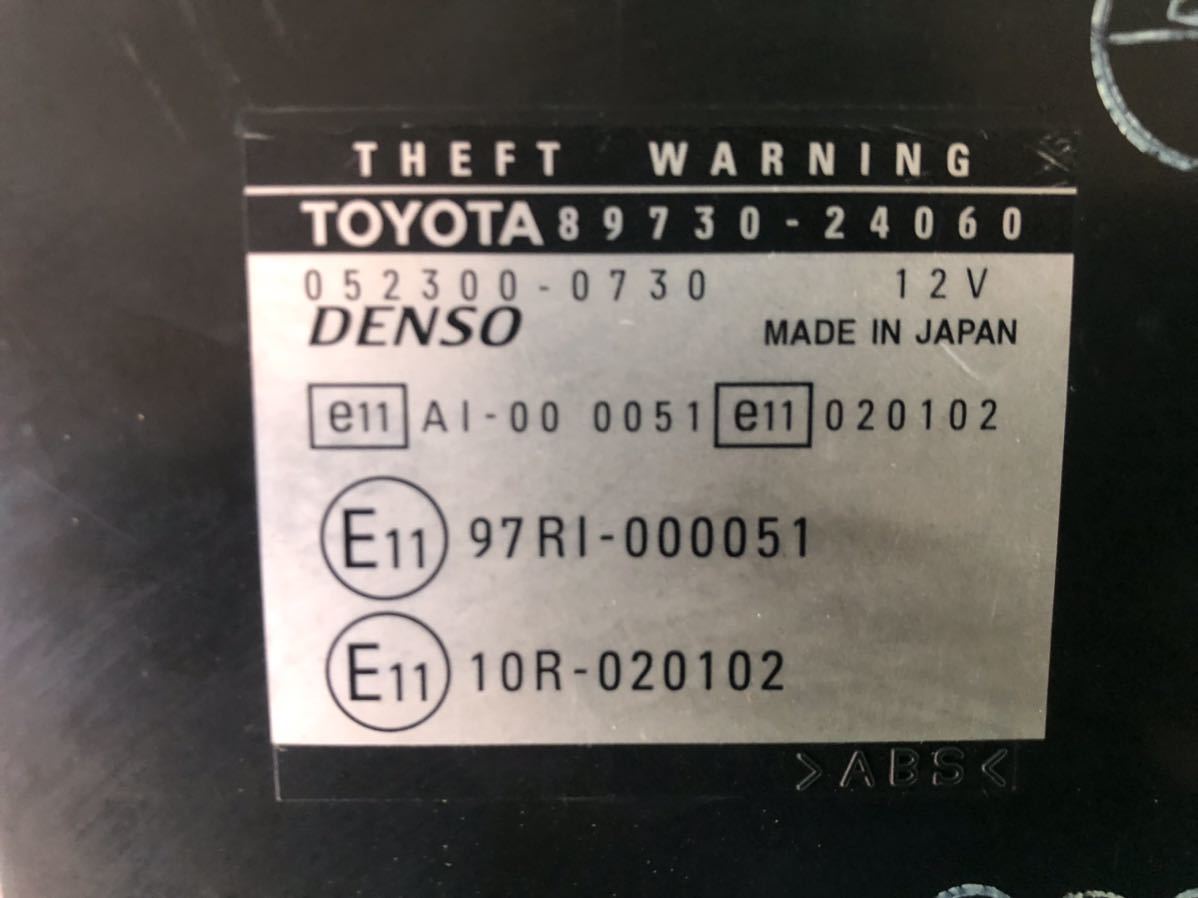 THEFT WARNING
TOYOTA 89730-24060
052300-0730 12V
DENSO MADE IN JAPAN
e11 AI-00 0051 e11 020102
E11 97RI-000051
E11 10R-020102
>ABS<